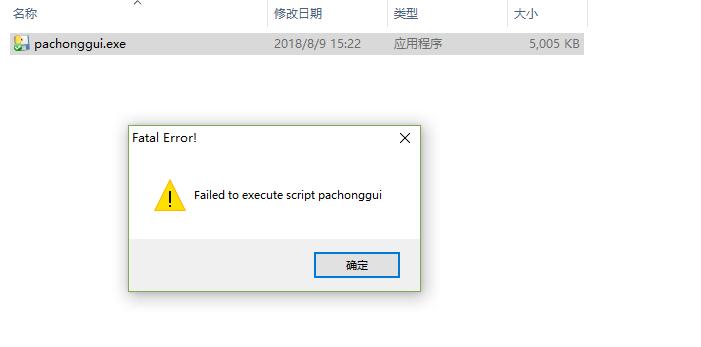 名称 修改日期 类型 大小
pachonggui.exe 2018/8/9 15:22 应用程序 5,005 KB
Fatal Error!
Failed to execute script pachonggui
确定